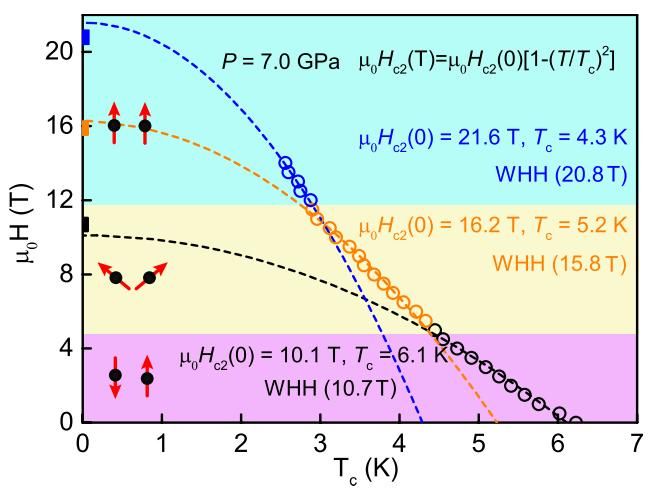 P = 7.0 GPa μ₀Hc₂(T)=μ₀Hc₂(0)[1-(T/Tc)²]
μ₀Hc₂(0) = 21.6 T, Tc = 4.3 K
WHH (20.8 T)
μ₀Hc₂(0) = 16.2 T, Tc = 5.2 K
WHH (15.8 T)
μ₀Hc₂(0) = 10.1 T, Tc = 6.1 K
WHH (10.7 T)
μ₀H (T)
20
16
12
8
4
0
0 1 2 3 4 5 6 7
Tc (K)